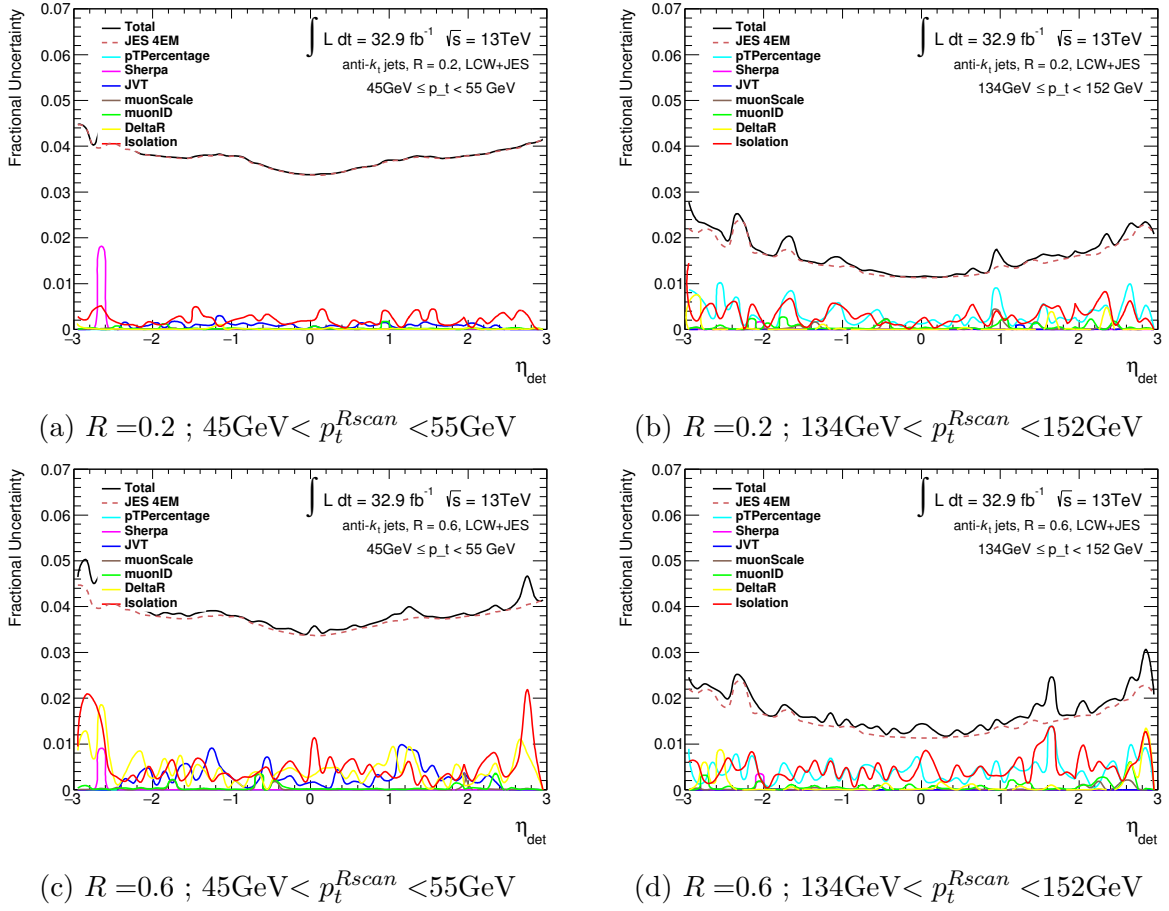 Fractional Uncertainty
0.07
0.06
0.05
0.04
0.03
0.02
0.01
0
Total
JES 4EM
pTPercentage
Sherpa
JVT
muonScale
muonID
DeltaR
Isolation
∫ L dt = 32.9 fb⁻¹ √s = 13TeV
anti-kₜ jets, R = 0.2, LCW+JES
45GeV ≤ p_t < 55 GeV
−3 −2 −1 0 1 2 3
η_det
(a) R =0.2 ; 45GeV< p_t^{Rscan} <55GeV
Fractional Uncertainty
0.07
0.06
0.05
0.04
0.03
0.02
0.01
0
Total
JES 4EM
pTPercentage
Sherpa
JVT
muonScale
muonID
DeltaR
Isolation
∫ L dt = 32.9 fb⁻¹ √s = 13TeV
anti-kₜ jets, R = 0.2, LCW+JES
134GeV ≤ p_t < 152 GeV
−3 −2 −1 0 1 2 3
η_det
(b) R =0.2 ; 134GeV< p_t^{Rscan} <152GeV
Fractional Uncertainty
0.07
0.06
0.05
0.04
0.03
0.02
0.01
0
Total
JES 4EM
pTPercentage
Sherpa
JVT
muonScale
muonID
DeltaR
Isolation
∫ L dt = 32.9 fb⁻¹ √s = 13TeV
anti-kₜ jets, R = 0.6, LCW+JES
45GeV ≤ p_t < 55 GeV
−3 −2 −1 0 1 2 3
η_det
(c) R =0.6 ; 45GeV< p_t^{Rscan} <55GeV
Fractional Uncertainty
0.07
0.06
0.05
0.04
0.03
0.02
0.01
0
Total
JES 4EM
pTPercentage
Sherpa
JVT
muonScale
muonID
DeltaR
Isolation
∫ L dt = 32.9 fb⁻¹ √s = 13TeV
anti-kₜ jets, R = 0.6, LCW+JES
134GeV ≤ p_t < 152 GeV
−3 −2 −1 0 1 2 3
η_det
(d) R =0.6 ; 134GeV< p_t^{Rscan} <152GeV